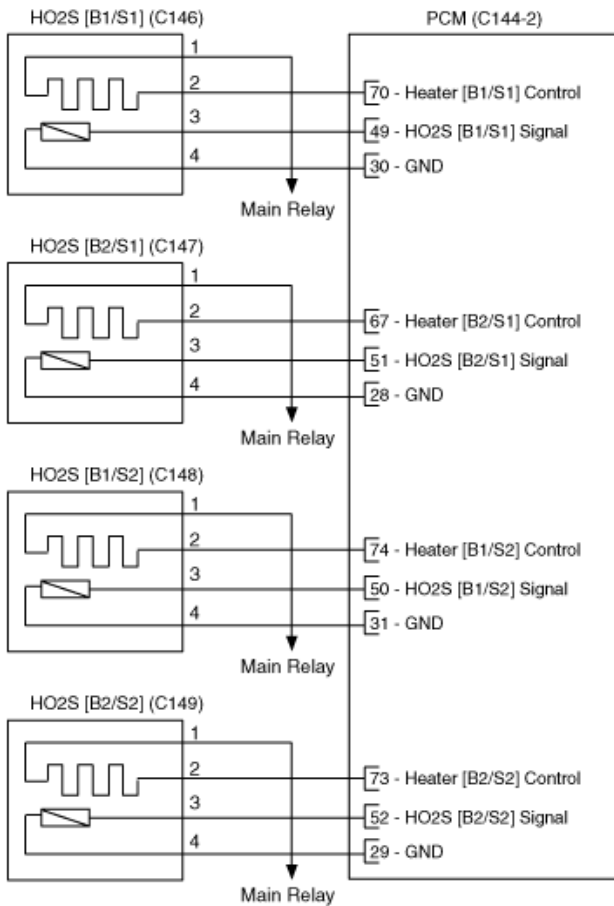 HO2S [B1/S1] (C146)
PCM (C144-2)
1
2
70 - Heater [B1/S1] Control
3
49 - HO2S [B1/S1] Signal
4
30 - GND
Main Relay
HO2S [B2/S1] (C147)
1
2
67 - Heater [B2/S1] Control
3
51 - HO2S [B2/S1] Signal
4
28 - GND
Main Relay
HO2S [B1/S2] (C148)
1
2
74 - Heater [B1/S2] Control
3
50 - HO2S [B1/S2] Signal
4
31 - GND
Main Relay
HO2S [B2/S2] (C149)
1
2
73 - Heater [B2/S2] Control
3
52 - HO2S [B2/S2] Signal
4
29 - GND
Main Relay